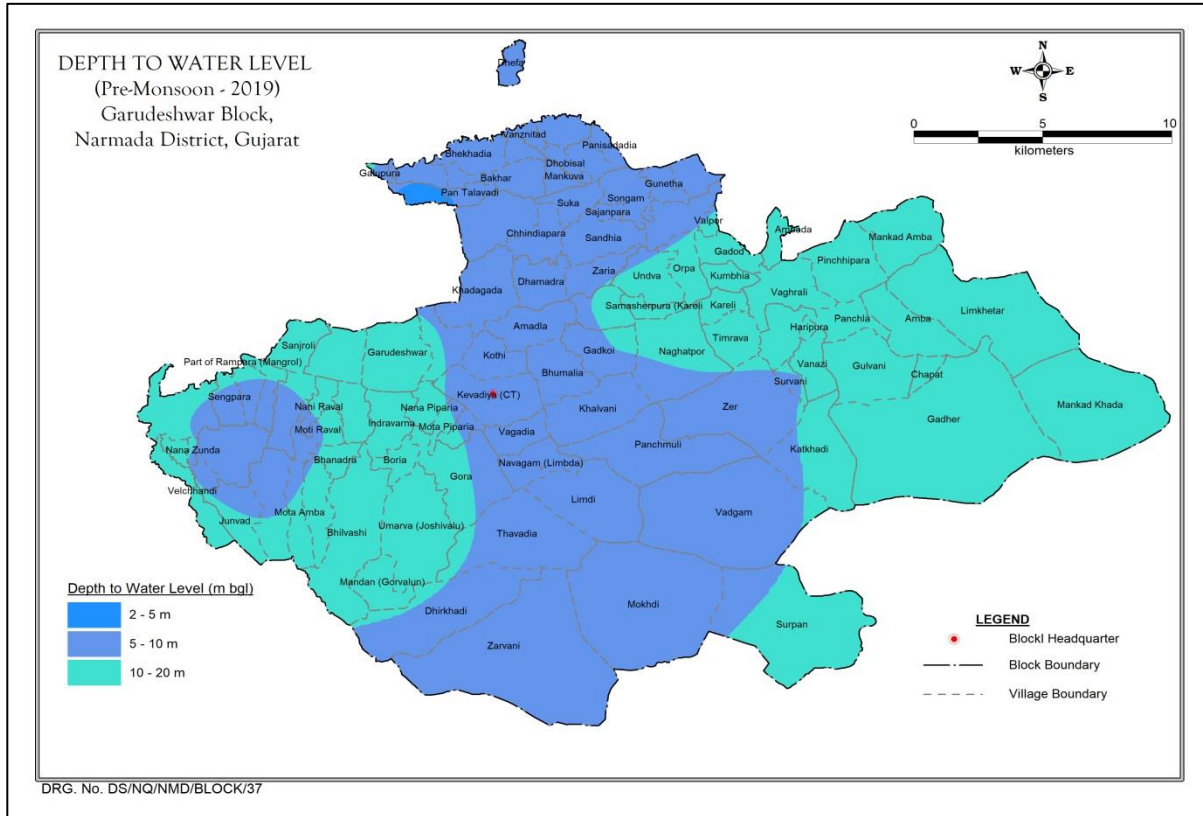 DEPTH TO WATER LEVEL
(Pre-Monsoon - 2019)
Garudeshwar Block,
Narmada District, Gujarat
N
W E
S
0 5 10
kilometers
Dhefa
Vanznitad
Panisadadia
Bhekhadia
Dhobisal
Galupura
Bakhar
Mankuva
Gunetha
Pan Talavadi
Suka
Songam
Sajanpara
Valpor
Chhindiapara
Sandhia
Mankad Amba
Gadod
Pinchhipara
Zaria
Undva
Orpa
Kumbhia
Khadagada
Dhamadra
Vaghrali
Samasherpura (Kareli
Kareli
Limkhetar
Amadla
Haripura
Panchla
Amba
Timrava
Sanjroli
Garudeshwar
Kothi
Gadkoi
Naghatpor
Part of Rampara (Mangrol)
Vanazi
Gulvani
Chapat
Bhumalia
Survani
Sengpara
Kevadiya (CT)
Mankad Khada
Nani Raval
Nana Piparia
Khalvani
Zer
Gadher
Indravarna
Mota Piparia
Moti Raval
Vagadia
Panchmuli
Nana Zunda
Bhanadra
Boria
Navagam (Limbda)
Katkhadi
Gora
Velchhandi
Limdi
Mota Amba
Vadgam
Junvad
Bhilvashi
Umarva (Joshivalu)
Thavadia
Mandan (Gorvalun)
Dhirkhadi
Mokhdi
Surpan
Zarvani
Depth to Water Level (m bgl)
2 - 5 m
5 - 10 m
10 - 20 m
LEGEND
Blockl Headquarter
Block Boundary
Village Boundary
DRG. No. DS/NQ/NMD/BLOCK/37